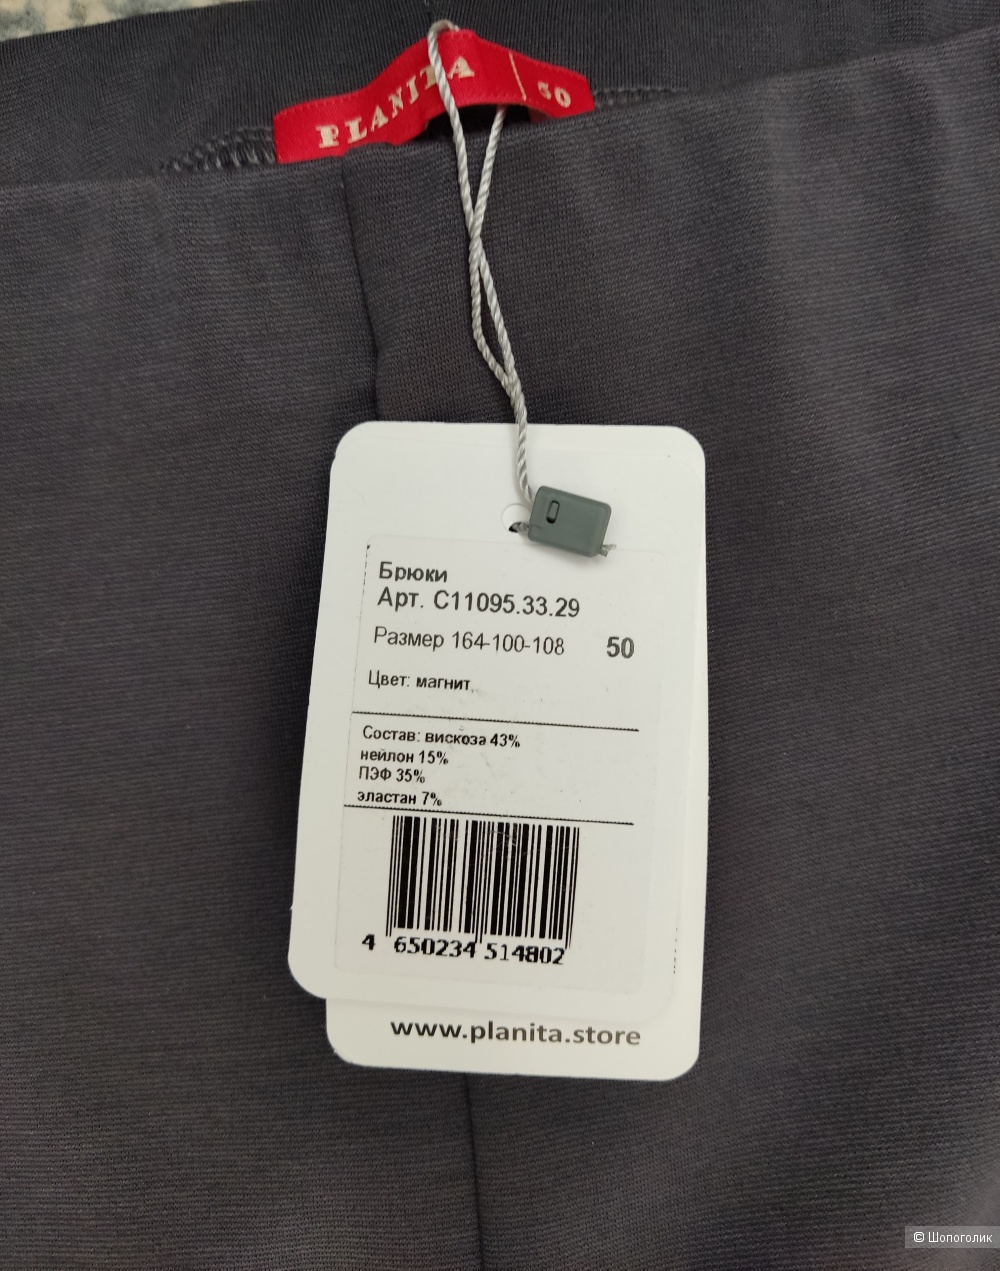 PLANITA | 50
Брюки
Арт. С11095.33.29
Размер 164-100-108 50
Цвет: магнит
Состав: вискоза 43%
нейлон 15%
ПЭФ 35%
эластан 7%
4 650234 514802
www.planita.store
© Шопоголик